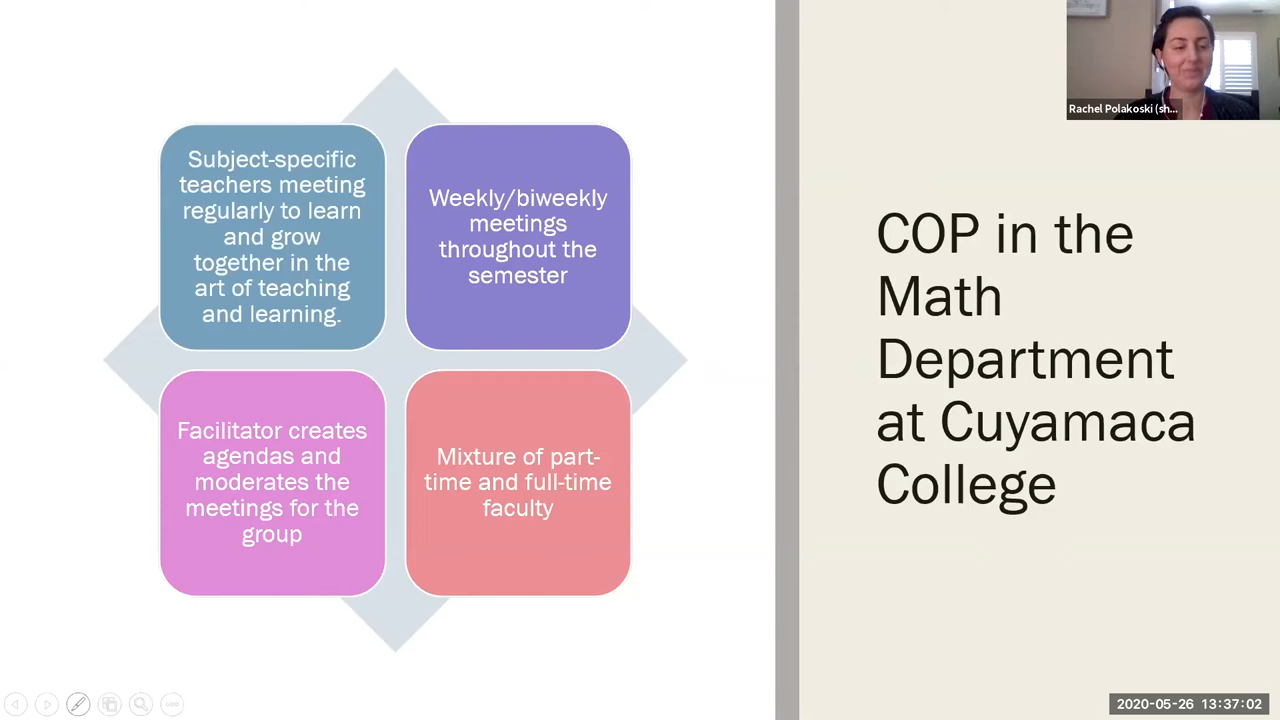 Subject-specific
teachers meeting
regularly to learn
and grow
together in the
art of teaching
and learning.
Weekly/biweekly
meetings
throughout the
semester
Facilitator creates
agendas and
moderates the
meetings for the
group
Mixture of part-
time and full-time
faculty
COP in the
Math
Department
at Cuyamaca
College
Rachel Polakoski (sh...
2020-05-26 13:37:02